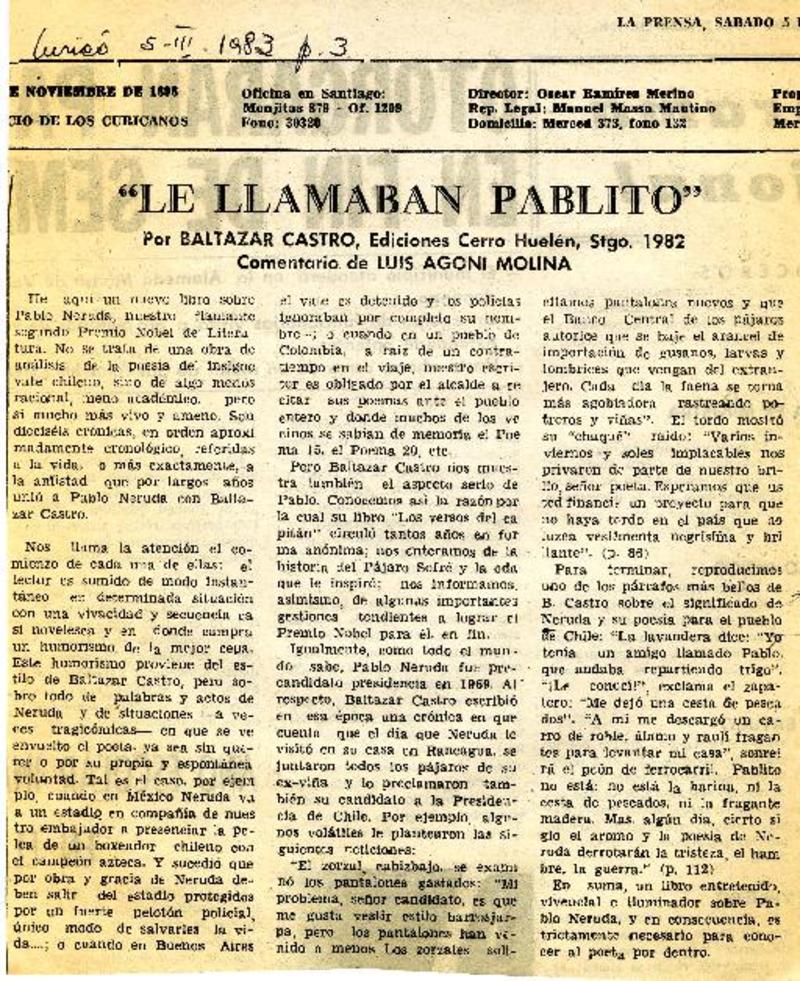 LA PRENSA, SABADO 5
Curicó 5-III-1983 p.3
E NOVIEMBRE DE 1898
CIO DE LOS CURICANOS
Oficina en Santiago:
Monjitas 879 - Of. 1209
Fono: 30320
Director: Oscar Ramírez Merino
Rep. Legal: Manuel Massa Mautino
Domicilio: Merced 373, fono 132
Prop
Emp
Mer
“LE LLAMABAN PABLITO”
Por BALTAZAR CASTRO, Ediciones Cerro Huelén, Stgo. 1982
Comentario de LUIS AGONI MOLINA
He aquí un nuevo libro sobre
Pablo Neruda, nuestro flamante
segundo Premio Nobel de Litera
tura. No se trata de una obra de
análisis de la poesía del insigne
vate chileno, sino de algo menos
racional, meno académico, pero
sí mucho más vivo y ameno. Son
dieciséis crónicas, en orden aproxi
madamente cronológico, referidas
a la vida, o más exactamente, a
la amistad que por largos años
unió a Pablo Neruda con Balta-
zar Castro.
Nos llama la atención el co-
mienzo de cada una de ellas: el
lector es sumido de modo instan-
táneo en determinada situación
con una vivacidad y secuencia ca
si novelesca y en donde campea
un humorismo de la mejor cepa.
Este humorismo proviene del es-
tilo de Baltazar Castro, pero so-
bre todo de palabras y actos de
Neruda y de situaciones —a ve-
ces tragicómicas— en que se ve
envuelto el poeta, ya sea sin que-
rer o por su propia y espontánea
voluntad. Tal es el caso, por ejem
plo, cuando en México Neruda va
a un estadio en compañía de nues
tro embajador a presenciar la pe-
lea de un boxeador chileno con
el campeón azteca. Y sucedió que
por obra y gracia de Neruda de-
ben salir del estadio protegidos
por un fuerte pelotón policial,
único modo de salvarles la vi-
da...; o cuando en Buenos Aires
el vate es detenido y los policías
ignoraban por completo su nom-
bre—; o cuando en un pueblo de
Colombia, a raíz de un contra-
tiempo en el viaje, nuestro escri-
tor es obligado por el alcalde a re
citar sus poemas ante el pueblo
entero y donde muchos de los ve
cinos se sabían de memoria el Poe
ma 15, el Poema 20, etc.
Pero Baltazar Castro nos mues-
tra también el aspecto serio de
Pablo. Conocemos así la razón por
la cual su libro “Los versos del ca
pitán” circuló tantos años en for
ma anónima; nos enteramos de la
historia del Pájaro Sofré y la oda
que le inspiró; nos informamos,
asimismo, de algunas importantes
gestiones tendientes a lograr el
Premio Nobel para él, en fin.
Igualmente, como todo el mun-
do sabe, Pablo Neruda fue pre-
candidato presidencial en 1969. Al
respecto, Baltazar Castro escribió
en esa época una crónica en que
cuenta que el día que Neruda le
visitó en su casa en Rancagua, se
juntaron todos los pájaros de su
ex-viña y lo proclamaron tam-
bién su candidato a la Presiden-
cia de Chile. Por ejemplo, algu-
nos volátiles le plantearon las si-
guientes peticiones:
“El zorzal, cabizbajo, se exami
nó los pantalones gastados: “Mi
problema, señor candidato, es que
me gusta vestir estilo
pa, pero los pantalones han ve-
nido a menos Los zorzales soli-
citamos pantalones nuevos y que
el Banco Central de los pájaros
autorice que se baje el arancel de
importación de gusanos, larvas y
lombrices que vengan del extran-
jero. Cada día la faena se torna
más agobiadora rastreando po-
treros y viñas”. El tordo mostró
su “chaqué” raído: “Varios in-
viernos y soles implacables nos
privaron de parte de nuestro bri-
llo, señor poeta. Esperamos que us
ted financie un proyecto para que
no haya tordo en el país que no
luzca vestimenta negrísima y bri
llante”. (p. 86)
Para terminar, reproducimos
uno de los párrafos más bellos de
B. Castro sobre el significado de
Neruda y su poesía para el pueblo
de Chile: “La lavandera dice: “Yo
tenía un amigo llamado Pablo,
que andaba repartiendo trigo”.
“¡Le conocí!”, exclama el zapa-
tero: “Me dejó una cesta de pesca
dos”. “A mí me descargó un ca-
rro de roble, álamo y raulí fragan
tes para levantar mi casa”, sonrei
rá el peón de ferrocarril. Pablito
no está: no está la harina, ni la
cesta de pescados, ni la fragante
madera. Mas, algún día, cierto si
glo el aromo y la poesía de Ne-
ruda derrotarán la tristeza, el ham
bre, la guerra.” (p. 112)
En suma, un libro entretenido,
vivencial e iluminador sobre Pa-
blo Neruda, y en consecuencia, es
trictamente necesario para cono-
cer al poeta por dentro.